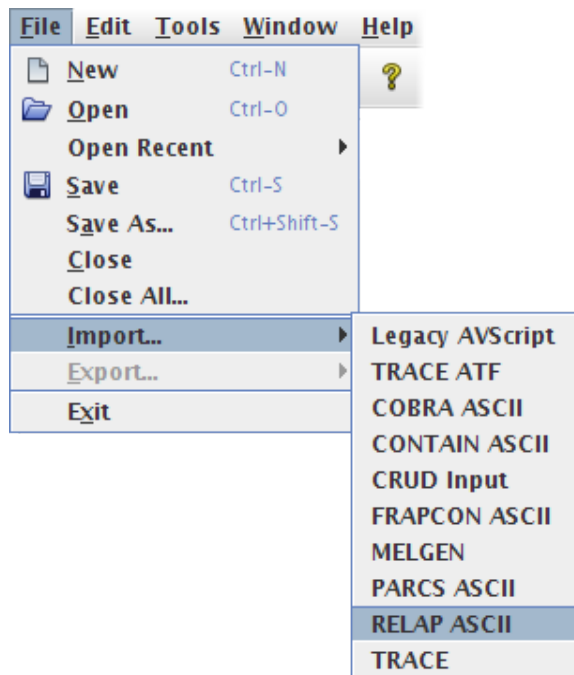 File Edit Tools Window Help
New Ctrl-N
Open Ctrl-O
Open Recent
Save Ctrl-S
Save As... Ctrl+Shift-S
Close
Close All...
Import...
Export...
Exit
Legacy AVScript
TRACE ATF
COBRA ASCII
CONTAIN ASCII
CRUD Input
FRAPCON ASCII
MELGEN
PARCS ASCII
RELAP ASCII
TRACE